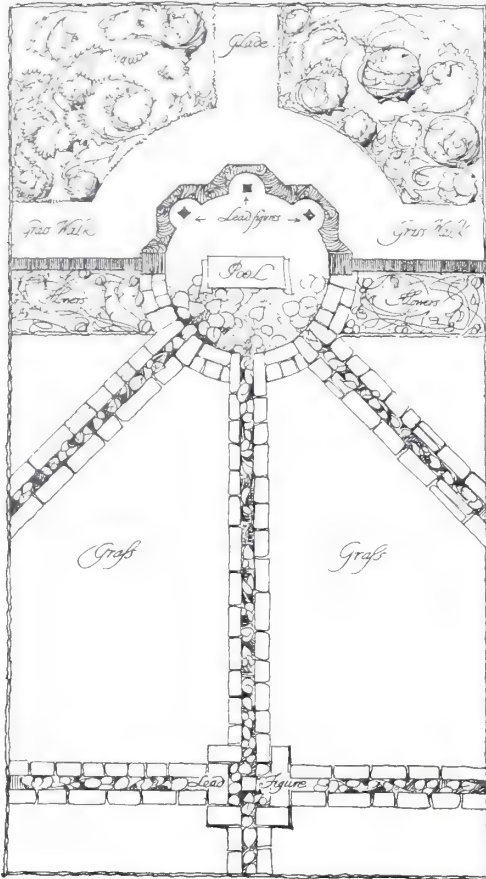 Glade
Lead figures
Grass Walk
Grass Walk
Pool
Flowers
Flowers
Graſs
Graſs
Lead Figure